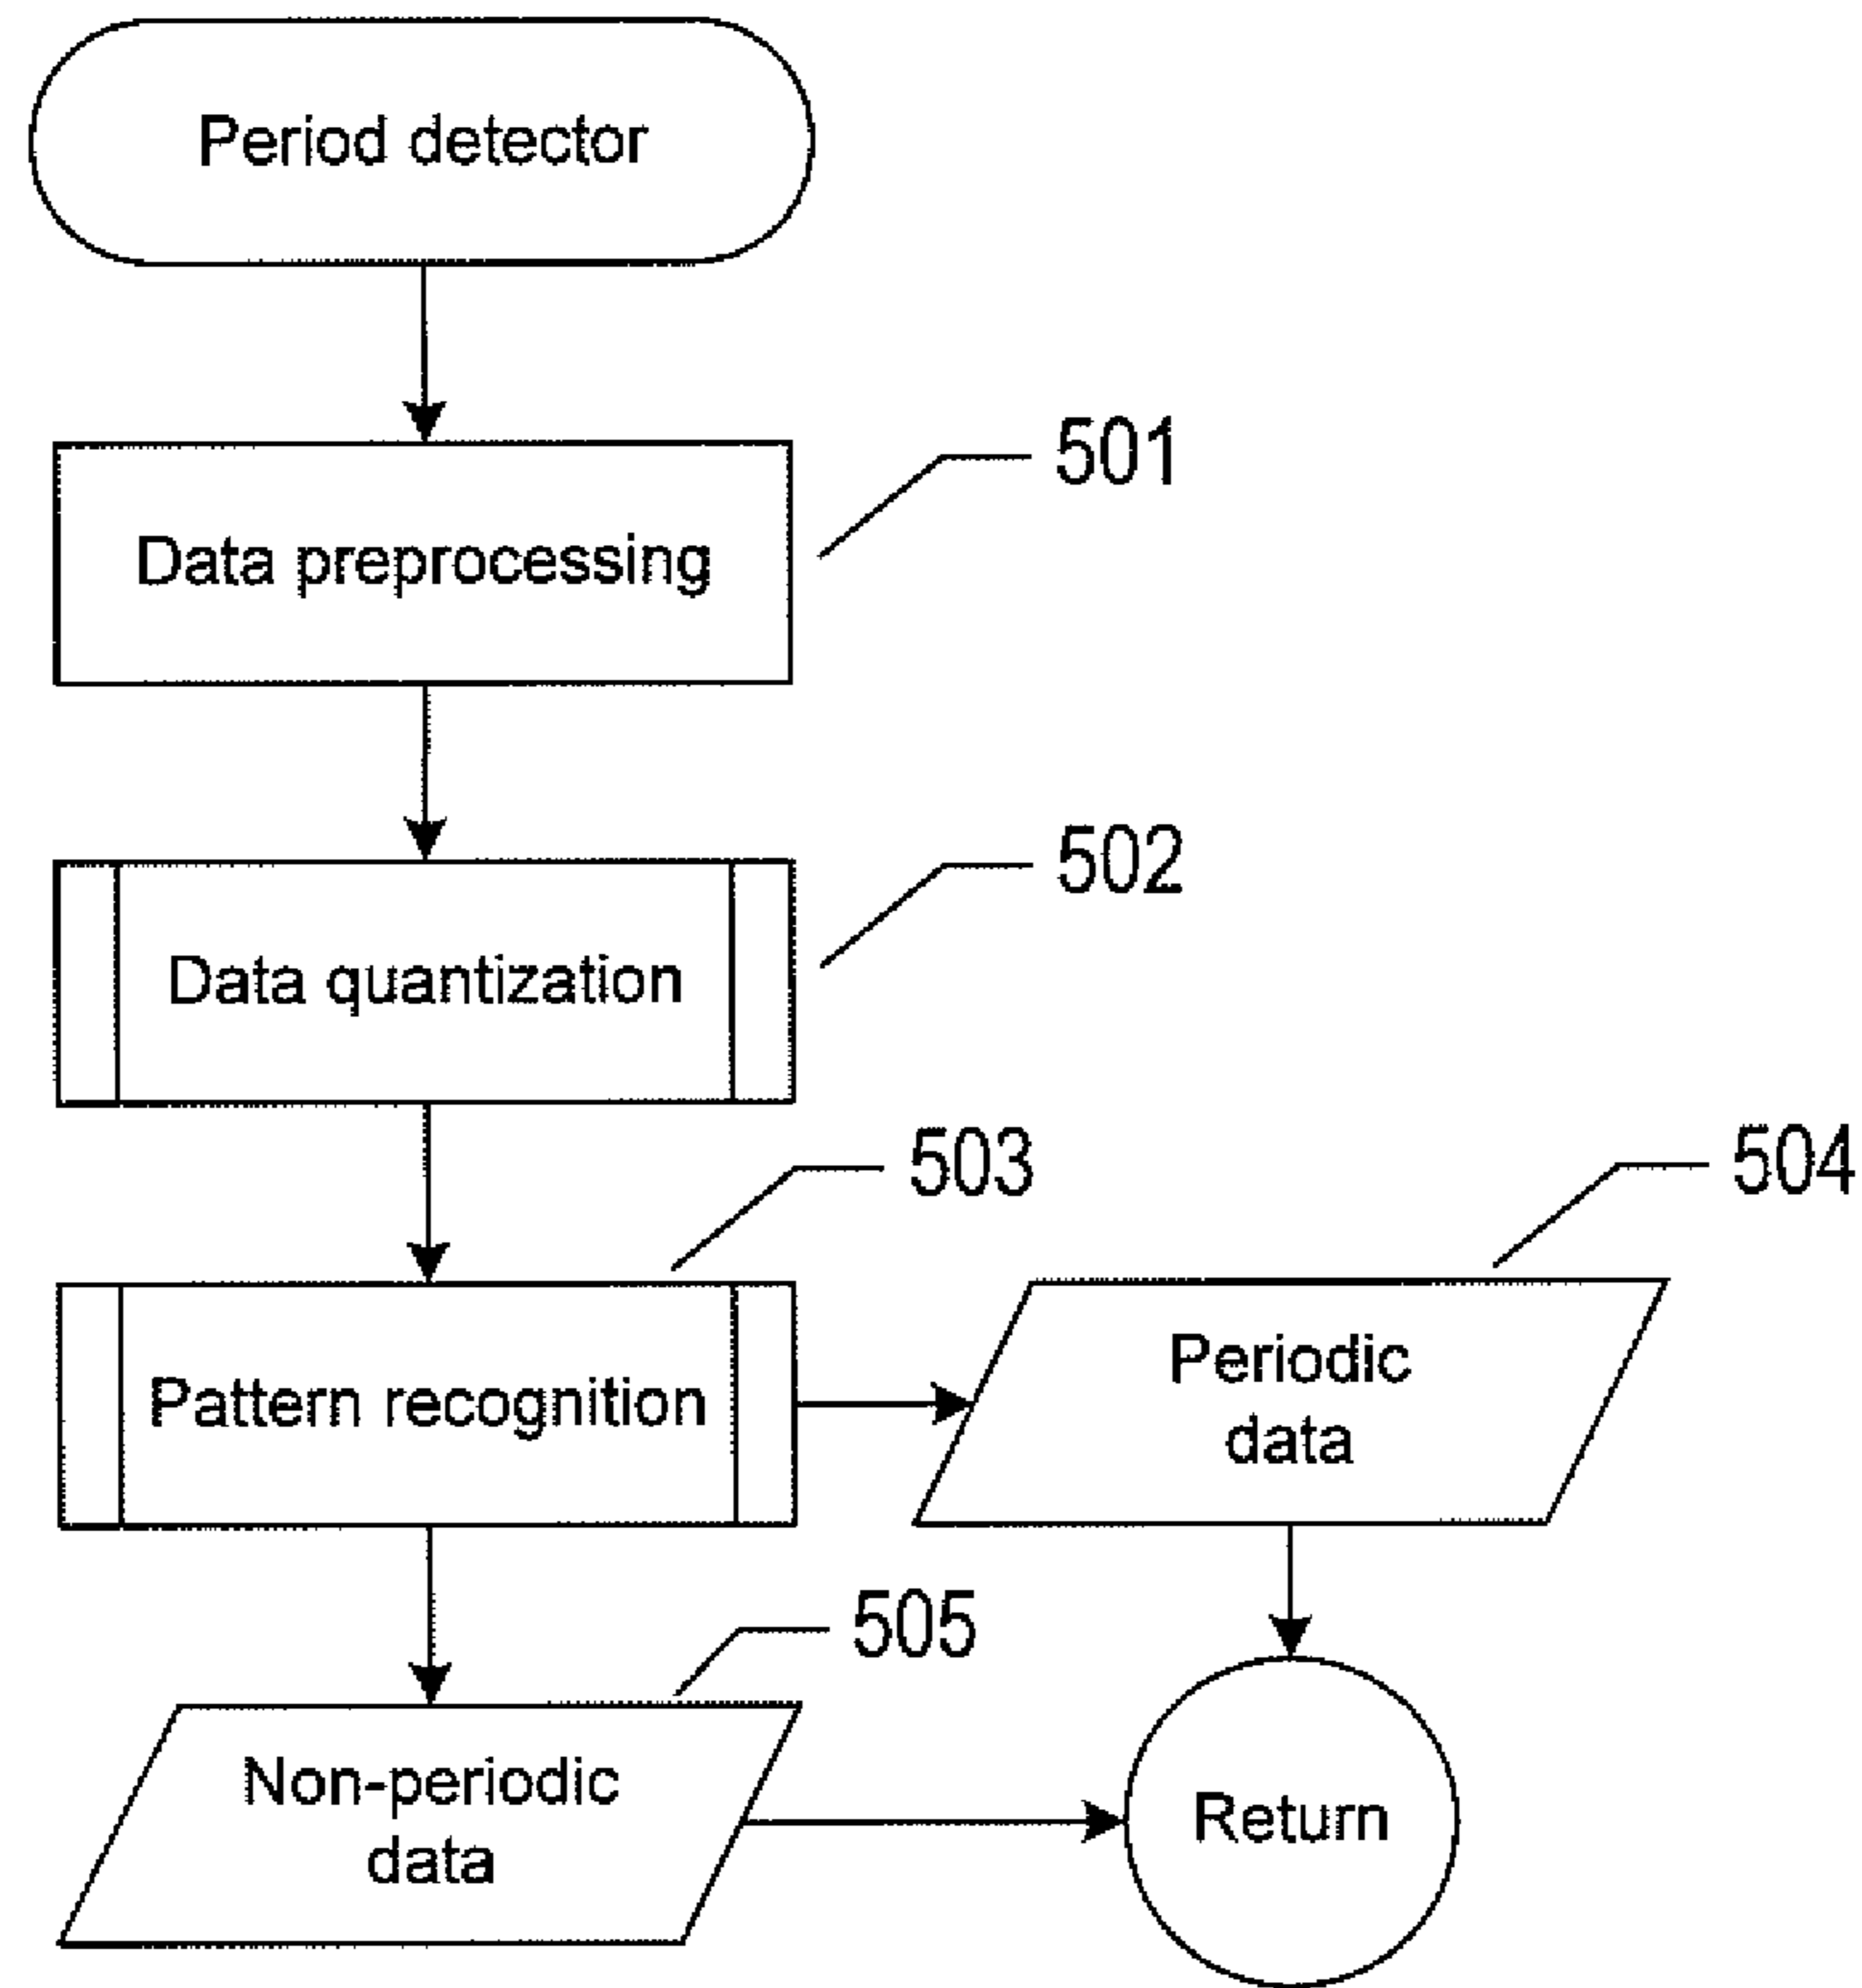 Period detector
501
Data preprocessing
502
Data quantization
503
504
Pattern recognition
Periodic
data
505
Non-periodic
data
Return